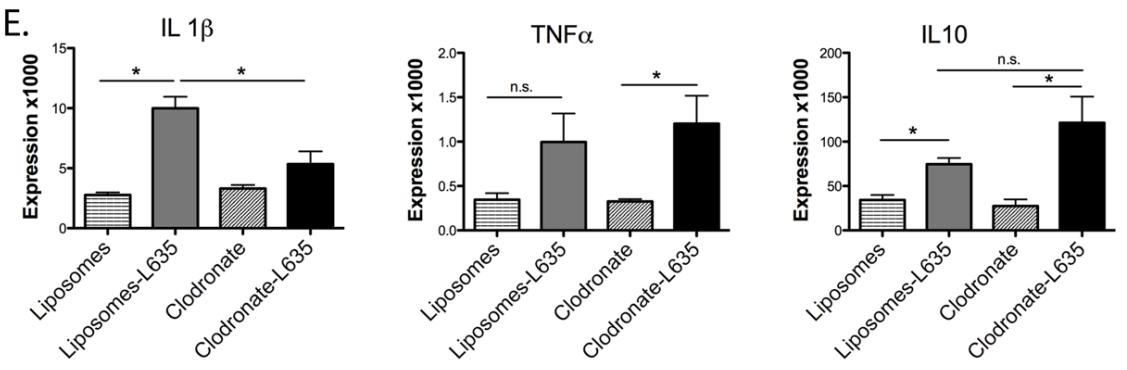 E.
IL 1β
Expression x1000
15
10
5
0
*
*
Liposomes
Liposomes-L635
Clodronate
Clodronate-L635
TNFα
Expression x1000
2.0
1.5
1.0
0.5
0.0
n.s.
*
Liposomes
Liposomes-L635
Clodronate
Clodronate-L635
IL10
Expression x1000
200
150
100
50
0
n.s.
*
*
Liposomes
Liposomes-L635
Clodronate
Clodronate-L635